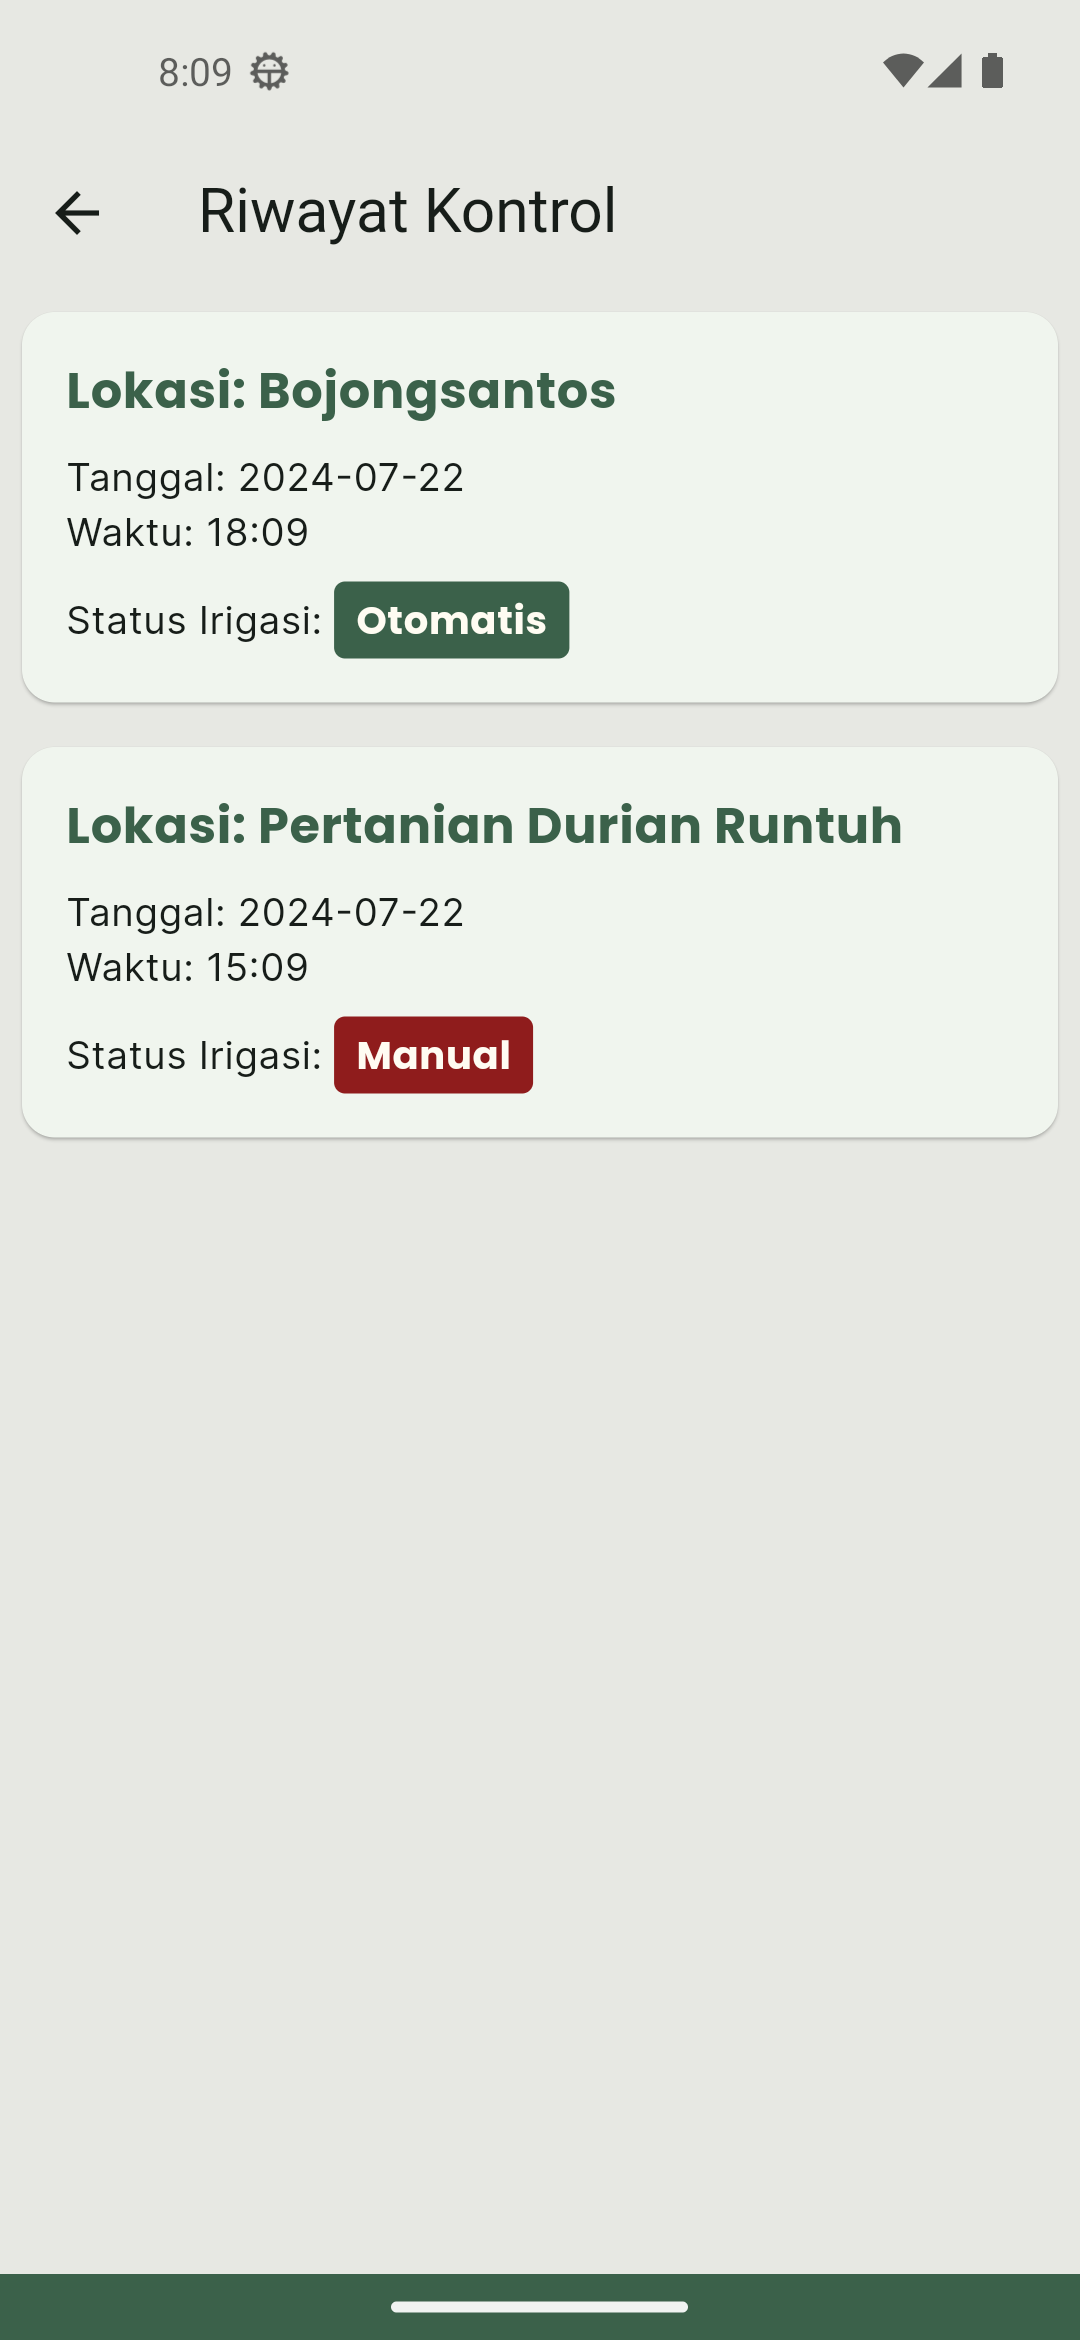 8:09
Riwayat Kontrol
Lokasi: Bojongsantos
Tanggal: 2024-07-22
Waktu: 18:09
Status Irigasi: Otomatis
Lokasi: Pertanian Durian Runtuh
Tanggal: 2024-07-22
Waktu: 15:09
Status Irigasi: Manual